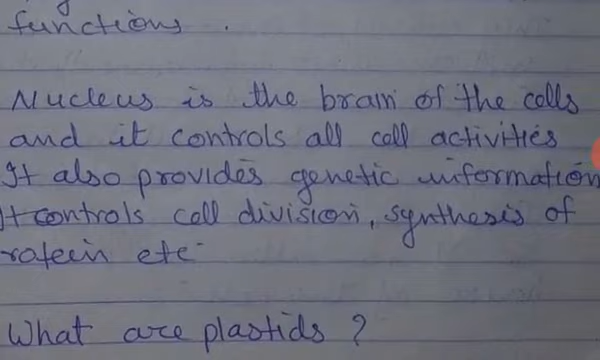 functions.
Nucleus is the brain of the cells
and it controls all cell activities
It also provides genetic information
It controls cell division, synthesis of
rotein etc.
What are plastids ?